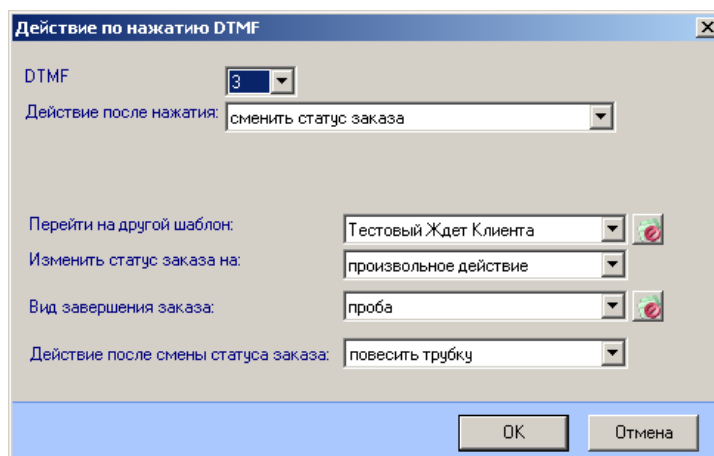 Действие по нажатию DTMF
DTMF 3
Действие после нажатия: сменить статус заказа
Перейти на другой шаблон: Тестовый Ждет Клиента
Изменить статус заказа на: произвольное действие
Вид завершения заказа: проба
Действие после смены статуса заказа: повесить трубку
OK Отмена